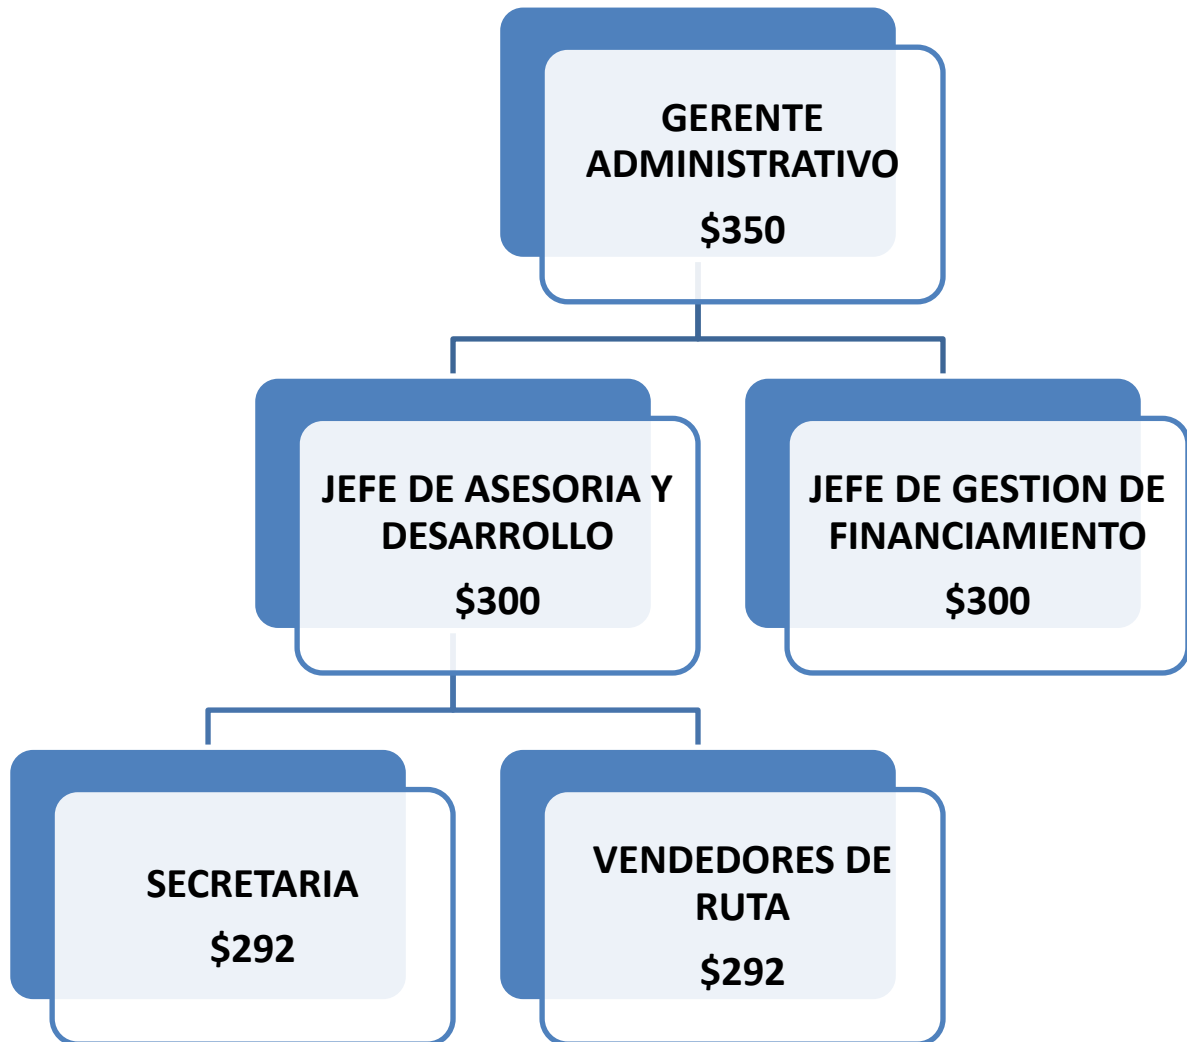 GERENTE
ADMINISTRATIVO
$350
JEFE DE ASESORIA Y
DESARROLLO
$300
JEFE DE GESTION DE
FINANCIAMIENTO
$300
SECRETARIA
$292
VENDEDORES DE
RUTA
$292